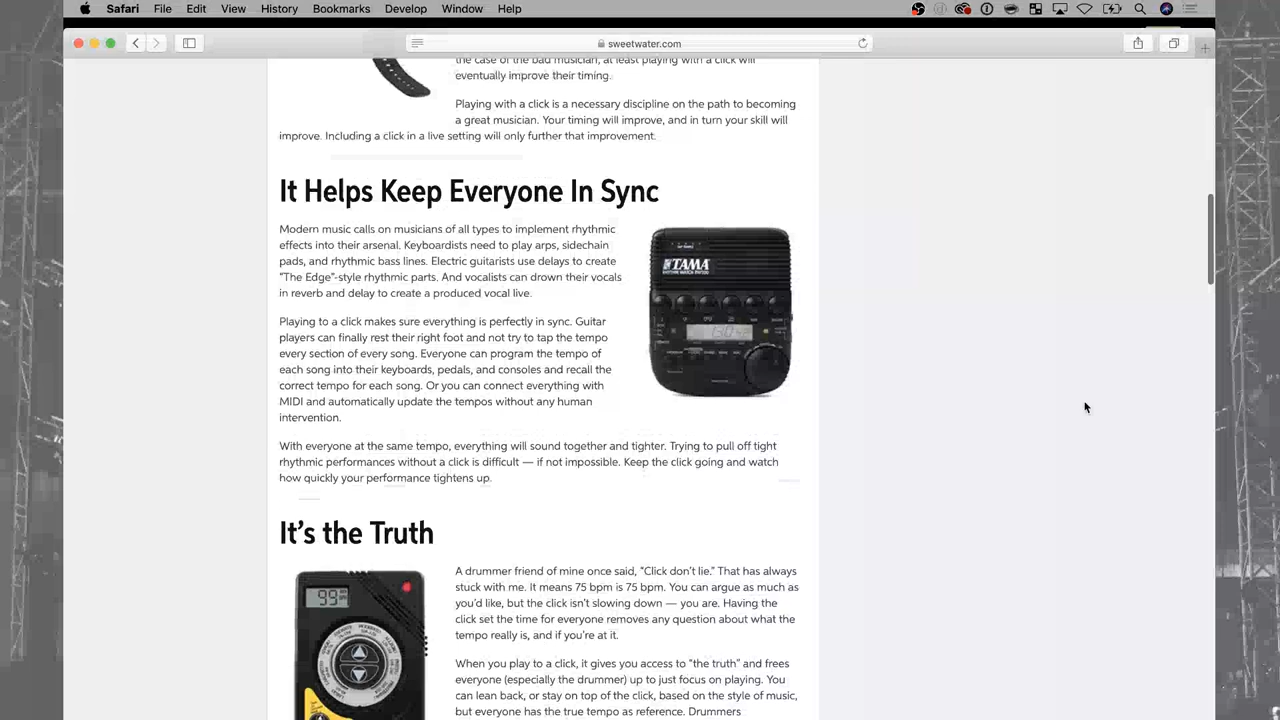 Safari File Edit View History Bookmarks Develop Window Help
sweetwater.com
the case of the bad musician, at least playing with a click will
eventually improve their timing.
Playing with a click is a necessary discipline on the path to becoming
a great musician. Your timing will improve, and in turn your skill will
improve. Including a click in a live setting will only further that improvement.
It Helps Keep Everyone In Sync
Modern music calls on musicians of all types to implement rhythmic
effects into their arsenal. Keyboardists need to play arps, sidechain
pads, and rhythmic bass lines. Electric guitarists use delays to create
"The Edge"-style rhythmic parts. And vocalists can drown their vocals
in reverb and delay to create a produced vocal live.
TAMA
Playing to a click makes sure everything is perfectly in sync. Guitar
players can finally rest their right foot and not try to tap the tempo
every section of every song. Everyone can program the tempo of
each song into their keyboards, pedals, and consoles and recall the
correct tempo for each song. Or you can connect everything with
MIDI and automatically update the tempos without any human
intervention.
With everyone at the same tempo, everything will sound together and tighter. Trying to pull off tight
rhythmic performances without a click is difficult — if not impossible. Keep the click going and watch
how quickly your performance tightens up.
It's the Truth
99
A drummer friend of mine once said, "Click don't lie." That has always
stuck with me. It means 75 bpm is 75 bpm. You can argue as much as
you'd like, but the click isn't slowing down — you are. Having the
click set the time for everyone removes any question about what the
tempo really is, and if you're at it.
When you play to a click, it gives you access to "the truth" and frees
everyone (especially the drummer) up to just focus on playing. You
can lean back, or stay on top of the click, based on the style of music,
but everyone has the true tempo as reference. Drummers